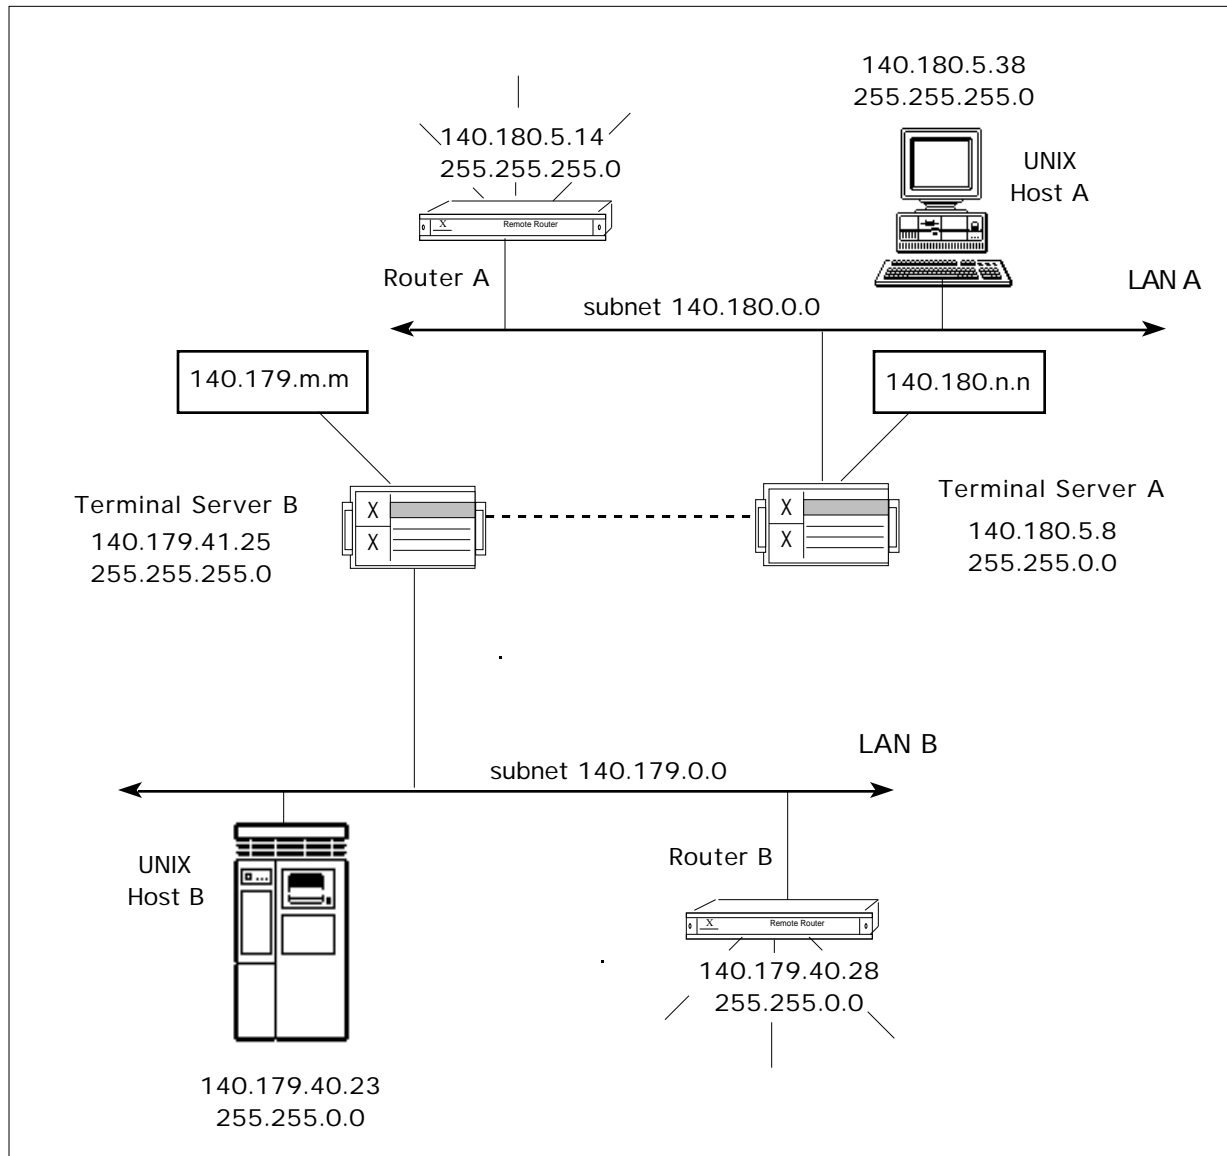 140.180.5.38
255.255.255.0
140.180.5.14
255.255.255.0
UNIX
Host A
X Remote Router
Router A
LAN A
subnet 140.180.0.0
140.179.m.m
140.180.n.n
Terminal Server B
140.179.41.25
255.255.255.0
X
X
X
X
Terminal Server A
140.180.5.8
255.255.0.0
LAN B
subnet 140.179.0.0
UNIX
Host B
Router B
X Remote Router
140.179.40.28
255.255.0.0
140.179.40.23
255.255.0.0